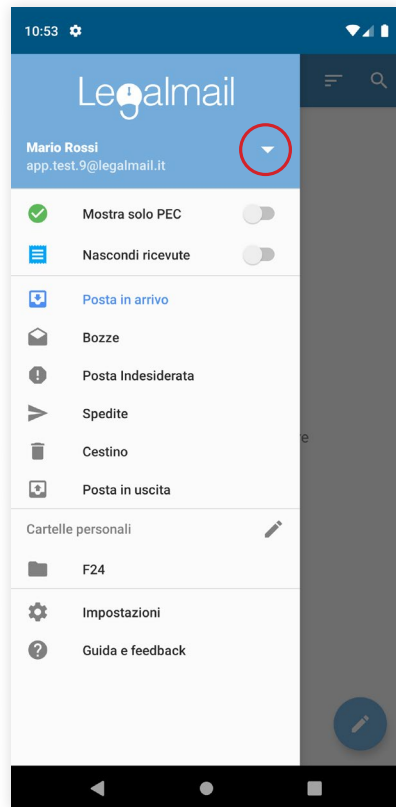 10:53
Legalmail
Mario Rossi
app.test.9@legalmail.it
Mostra solo PEC
Nascondi ricevute
Posta in arrivo
Bozze
Posta Indesiderata
Spedite
Cestino
Posta in uscita
Cartelle personali
F24
Impostazioni
Guida e feedback
e